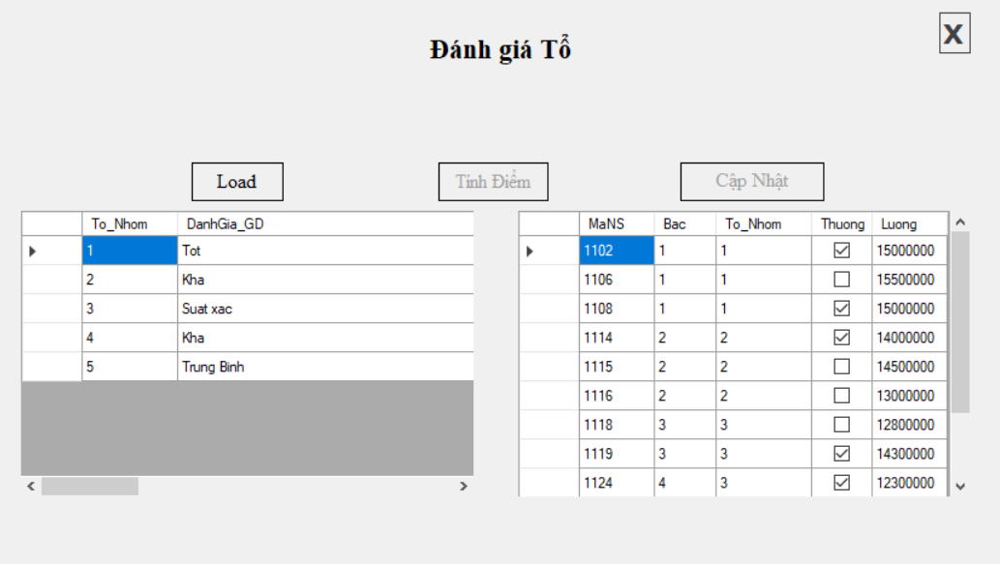 X
Đánh giá Tổ
Load
Tính Điểm
Cập Nhật
To_Nhom DanhGia_GD
1 Tot
2 Kha
3 Suat xac
4 Kha
5 Trung Binh
MaNS Bac To_Nhom Thuong Luong
1102 1 1 15000000
1106 1 1 15500000
1108 1 1 15000000
1114 2 2 14000000
1115 2 2 14500000
1116 2 2 13000000
1118 3 3 12800000
1119 3 3 14300000
1124 4 3 12300000